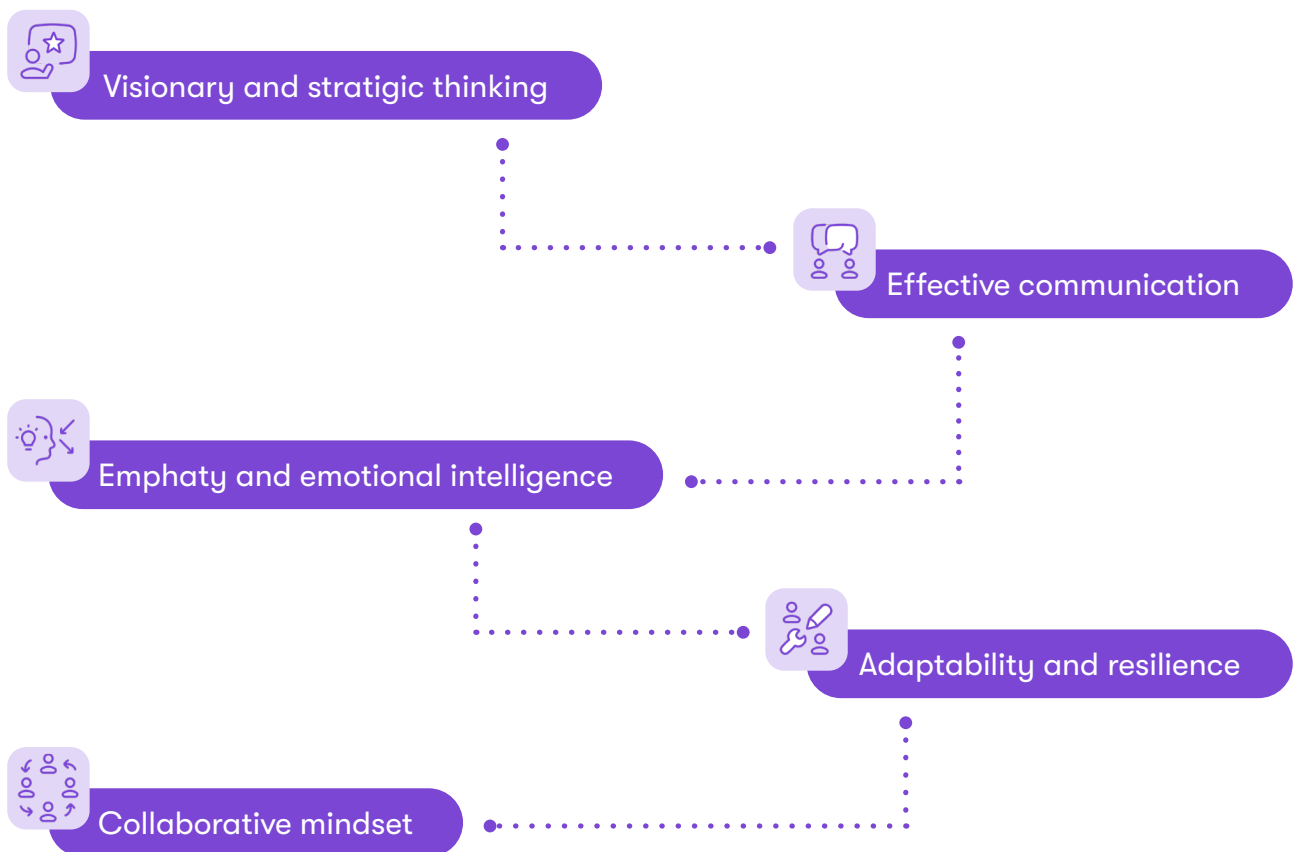 Visionary and stratigic thinking
Effective communication
Emphaty and emotional intelligence
Adaptability and resilience
Collaborative mindset